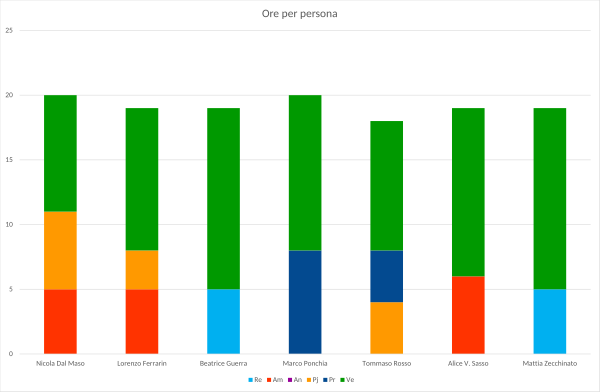 Ore per persona
25
20
15
10
5
0
Nicola Dal Maso Lorenzo Ferrarin Beatrice Guerra Marco Ponchia Tommaso Rosso Alice V. Sasso Mattia Zecchinato
Re Am An Pj Pr Ve